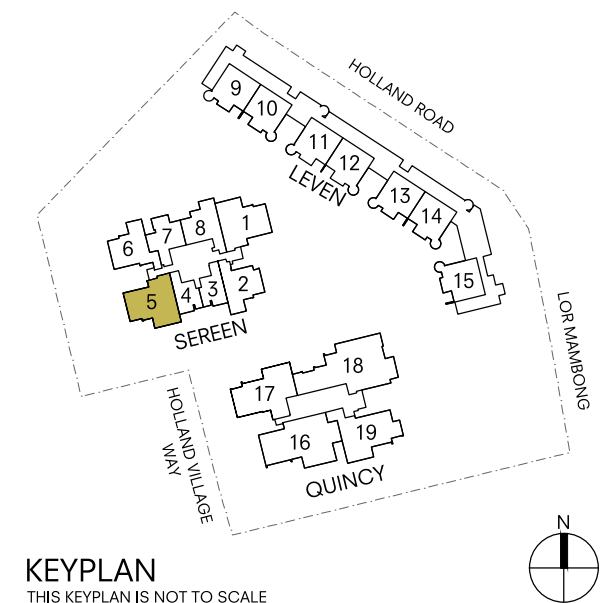 HOLLAND ROAD
9
10
11
12
LEVEN
13
14
15
LOR MAMBONG
6
7
8
1
5
4
3
2
SEREEN
18
17
16
19
QUINCY
HOLLAND VILLAGE
WAY
N
KEYPLAN
THIS KEYPLAN IS NOT TO SCALE